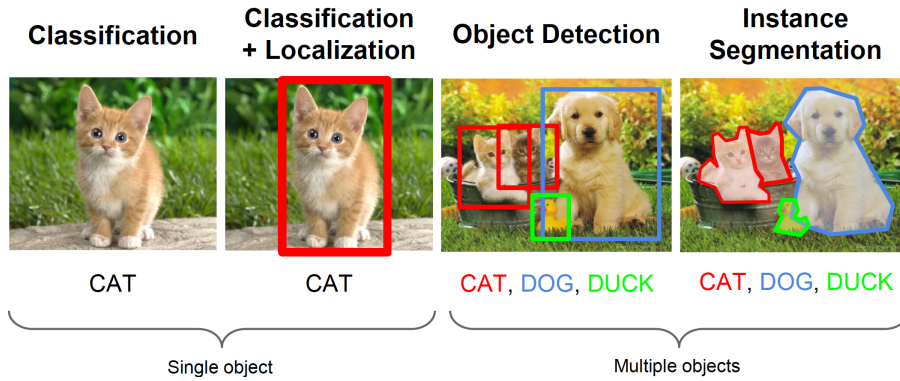 Classification
Classification
+ Localization
Object Detection
Instance
Segmentation
CAT
CAT
CAT, DOG, DUCK
CAT, DOG, DUCK
Single object
Multiple objects